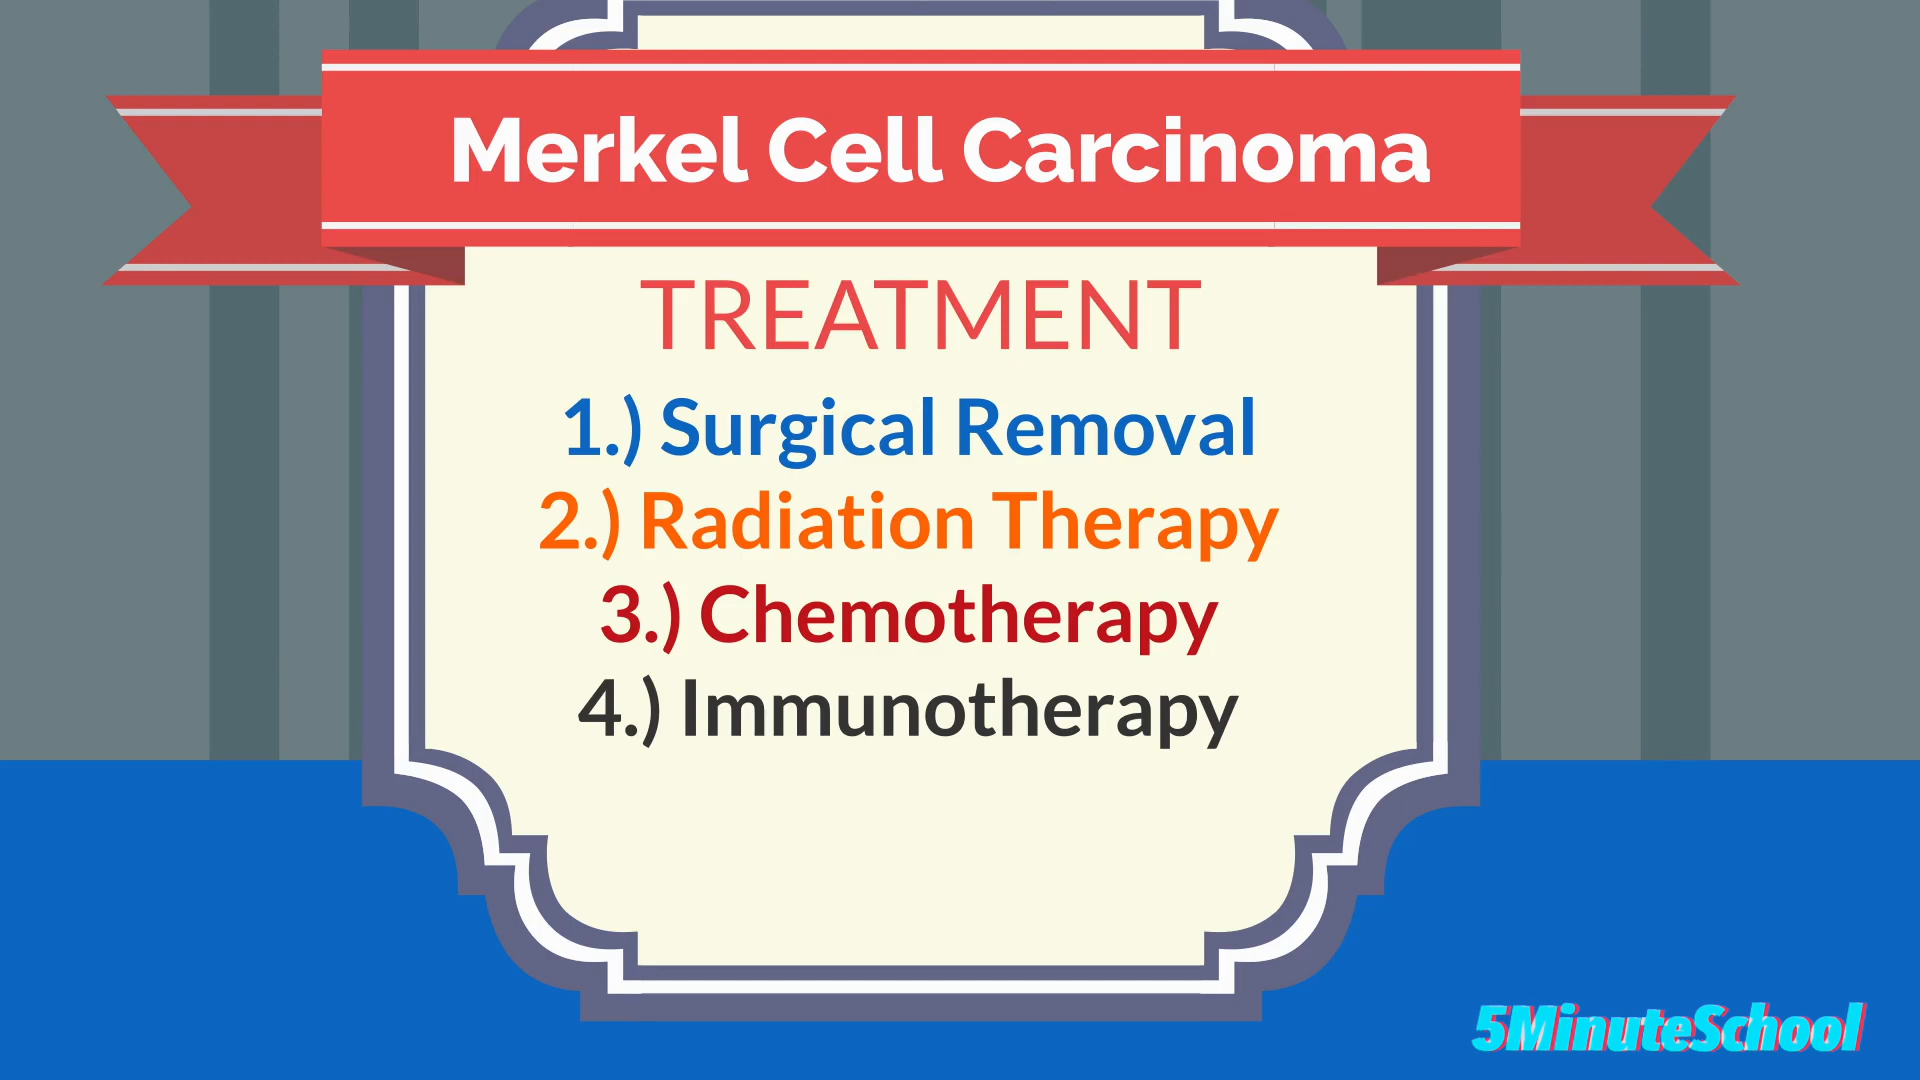 Merkel Cell Carcinoma
TREATMENT
1.) Surgical Removal
2.) Radiation Therapy
3.) Chemotherapy
4.) Immunotherapy
5MinuteSchool